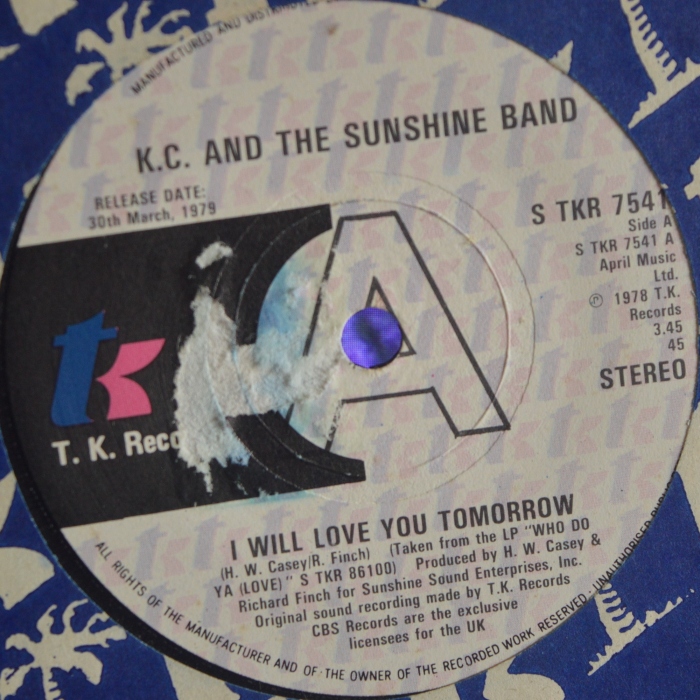 MANUFACTURED AND DISTRIBUTED
K.C. AND THE SUNSHINE BAND
RELEASE DATE:
30th March, 1979
S TKR 7541
Side A
S TKR 7541 A
April Music
Ltd.
℗ 1978 T.K.
Records
3.45
45
STEREO
A
tk
T. K. Reco
I WILL LOVE YOU TOMORROW
(H. W. Casey/R. Finch) (Taken from the LP "WHO DO
YA (LOVE)" S TKR 86100) Produced by H. W. Casey &
Richard Finch for Sunshine Sound Enterprises, Inc.
Original sound recording made by T.K. Records
CBS Records are the exclusive
licensees for the UK
ALL RIGHTS OF THE MANUFACTURER AND OF THE OWNER OF THE RECORDED WORK RESERVED. UNAUTHORISED